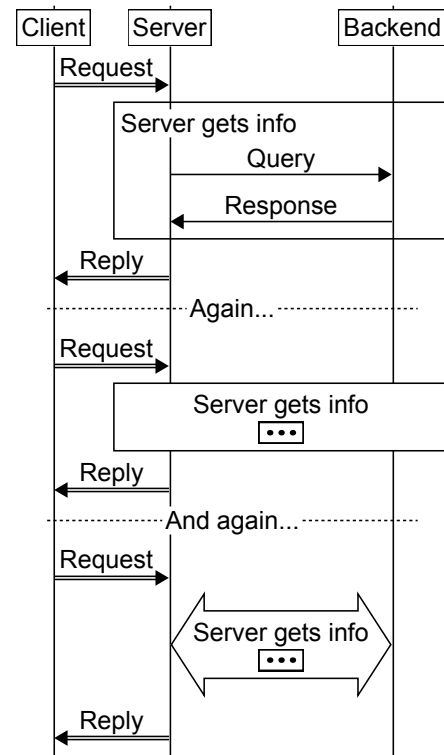 Client Server Backend
Request
Server gets info
Query
Response
Reply
Again...
Request
Server gets info
•••
Reply
And again...
Request
Server gets info
•••
Reply